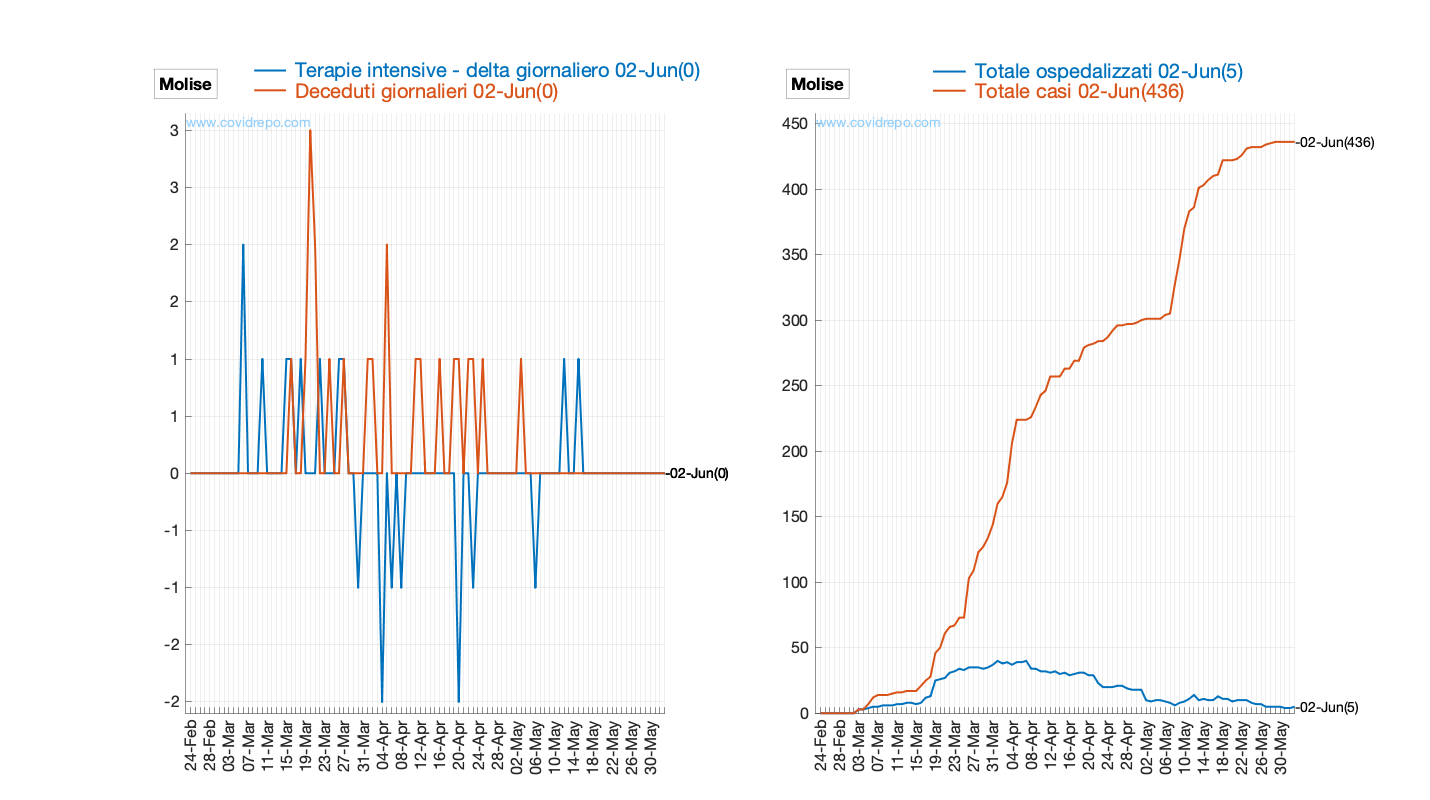 Molise
Terapie intensive - delta giornaliero 02-Jun(0)
Deceduti giornalieri 02-Jun(0)
www.covidrepo.com
3
3
2
2
1
1
0
-1
-1
-2
-2
-02-Jun(0)
24-Feb
28-Feb
03-Mar
07-Mar
11-Mar
15-Mar
19-Mar
23-Mar
27-Mar
31-Mar
04-Apr
08-Apr
12-Apr
16-Apr
20-Apr
24-Apr
28-Apr
02-May
06-May
10-May
14-May
18-May
22-May
26-May
30-May
Molise
Totale ospedalizzati 02-Jun(5)
Totale casi 02-Jun(436)
www.covidrepo.com
450
400
350
300
250
200
150
100
50
0
-02-Jun(436)
-02-Jun(5)
24-Feb
28-Feb
03-Mar
07-Mar
11-Mar
15-Mar
19-Mar
23-Mar
27-Mar
31-Mar
04-Apr
08-Apr
12-Apr
16-Apr
20-Apr
24-Apr
28-Apr
02-May
06-May
10-May
14-May
18-May
22-May
26-May
30-May